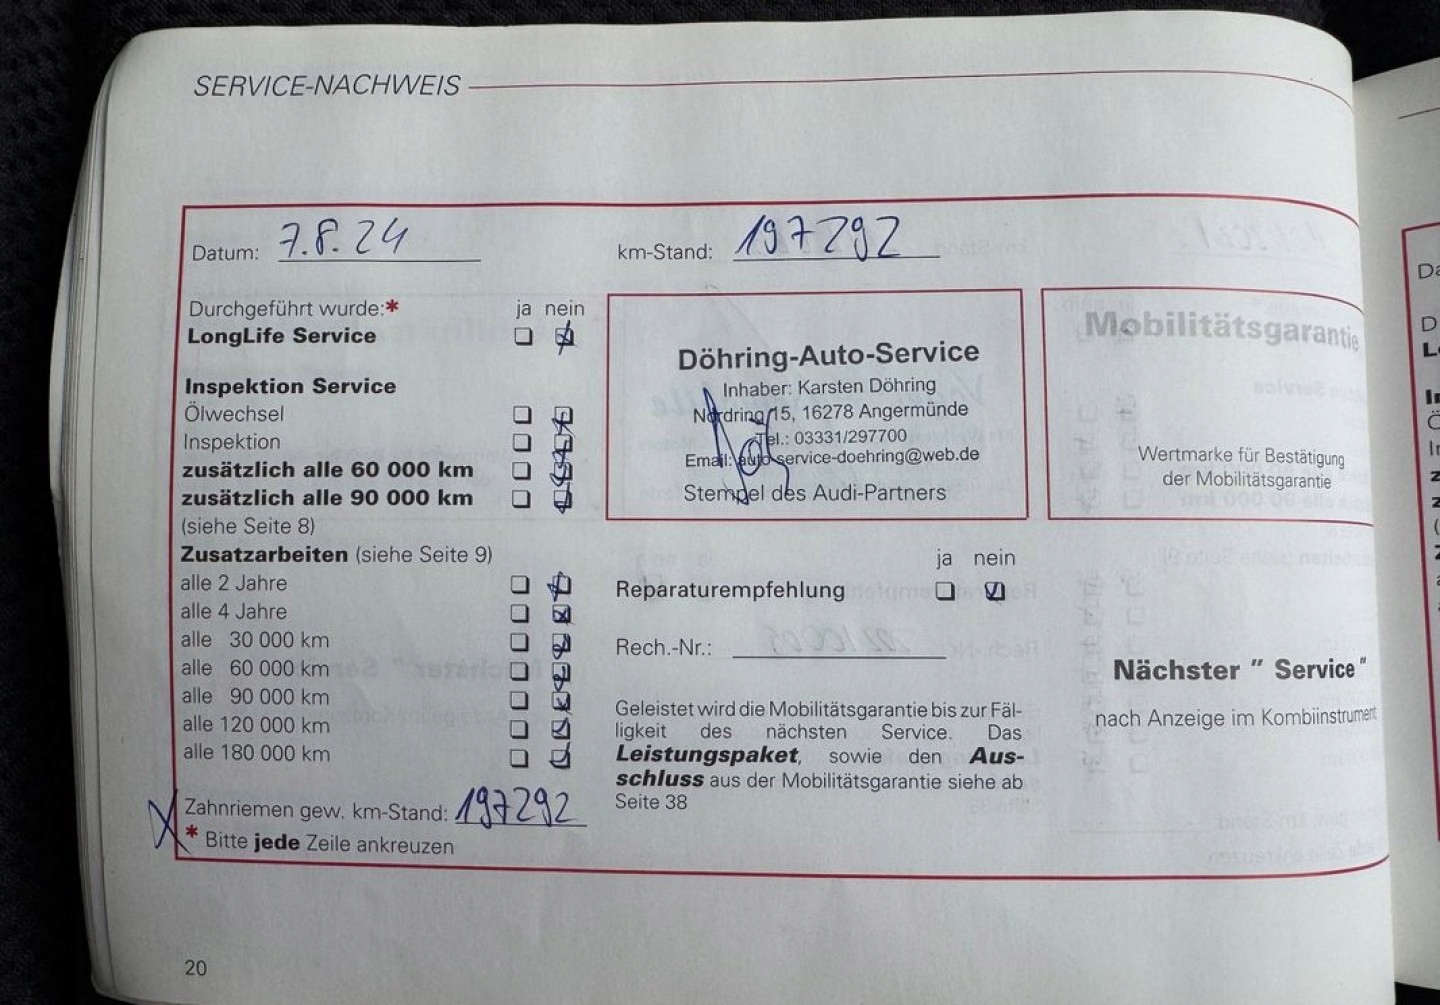 SERVICE-NACHWEIS
Datum: 7.8.24
km-Stand: 197292
Durchgeführt wurde:* ja nein
LongLife Service
Inspektion Service
Ölwechsel
Inspektion
zusätzlich alle 60 000 km
zusätzlich alle 90 000 km
(siehe Seite 8)
Zusatzarbeiten (siehe Seite 9)
alle 2 Jahre
alle 4 Jahre
alle 30 000 km
alle 60 000 km
alle 90 000 km
alle 120 000 km
alle 180 000 km
Zahnriemen gew. km-Stand: 197292
* Bitte jede Zeile ankreuzen
Döhring-Auto-Service
Inhaber: Karsten Döhring
Nordring 15, 16278 Angermünde
Tel.: 03331/297700
Email: auto-service-doehring@web.de
Stempel des Audi-Partners
ja nein
Reparaturempfehlung
Rech.-Nr.:
Geleistet wird die Mobilitätsgarantie bis zur Fäl-
ligkeit des nächsten Service. Das
Leistungspaket, sowie den Aus-
schluss aus der Mobilitätsgarantie siehe ab
Seite 38
Mobilitätsgarantie
Wertmarke für Bestätigung
der Mobilitätsgarantie
Nächster " Service"
nach Anzeige im Kombiinstrument
20